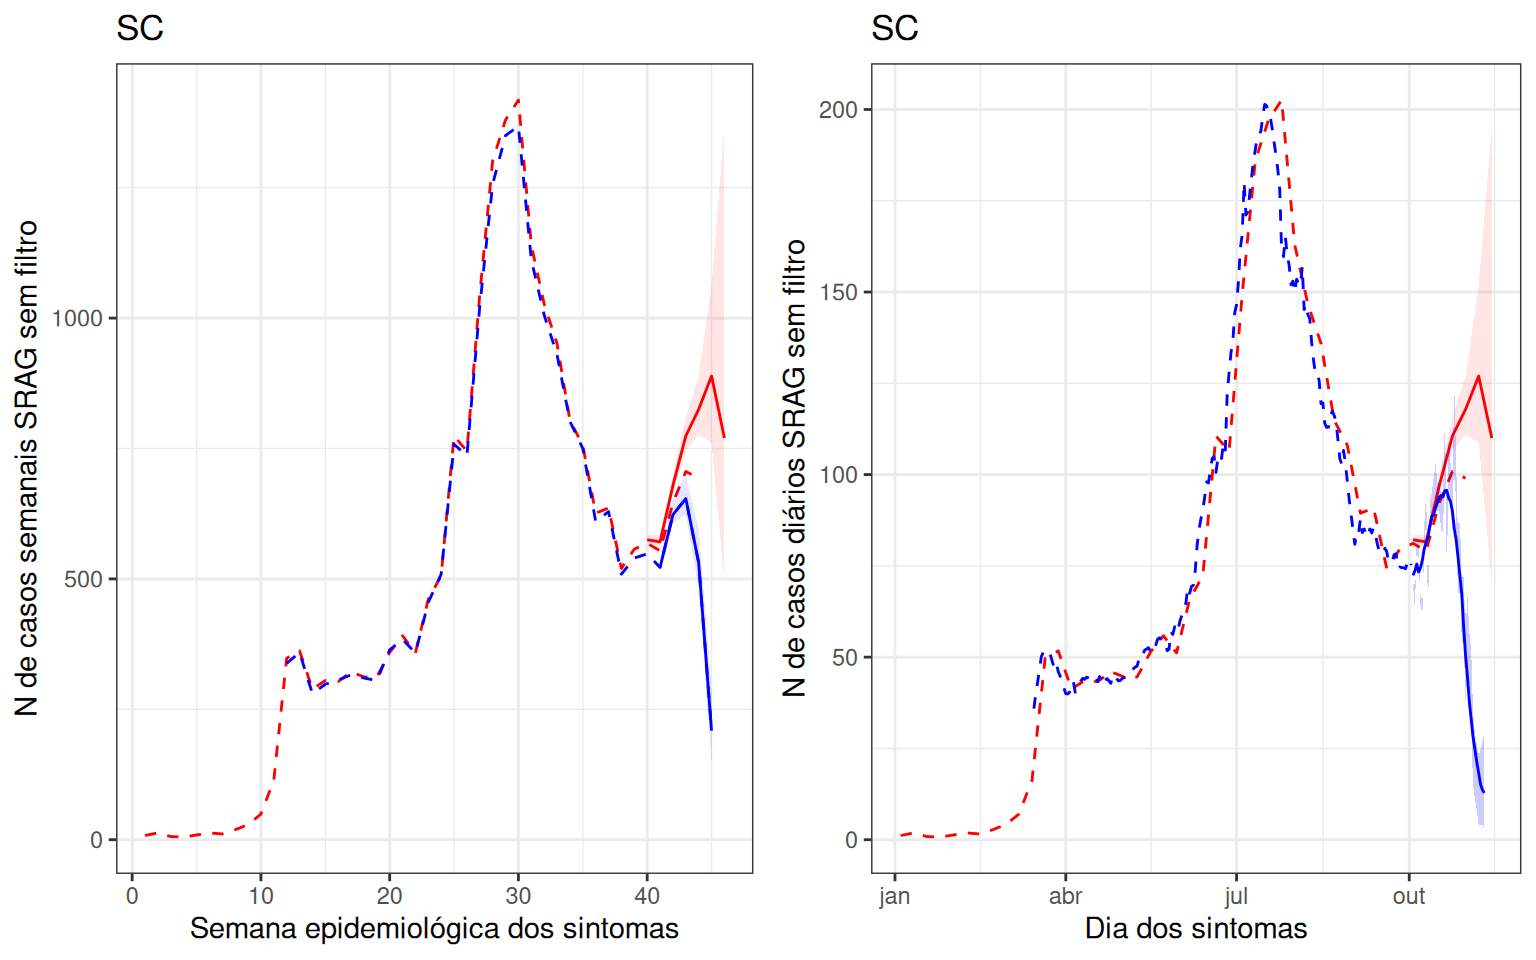 SC
N de casos semanais SRAG sem filtro
1000
500
0
0 10 20 30 40
Semana epidemiológica dos sintomas
SC
N de casos diários SRAG sem filtro
200
150
100
50
0
jan abr jul out
Dia dos sintomas